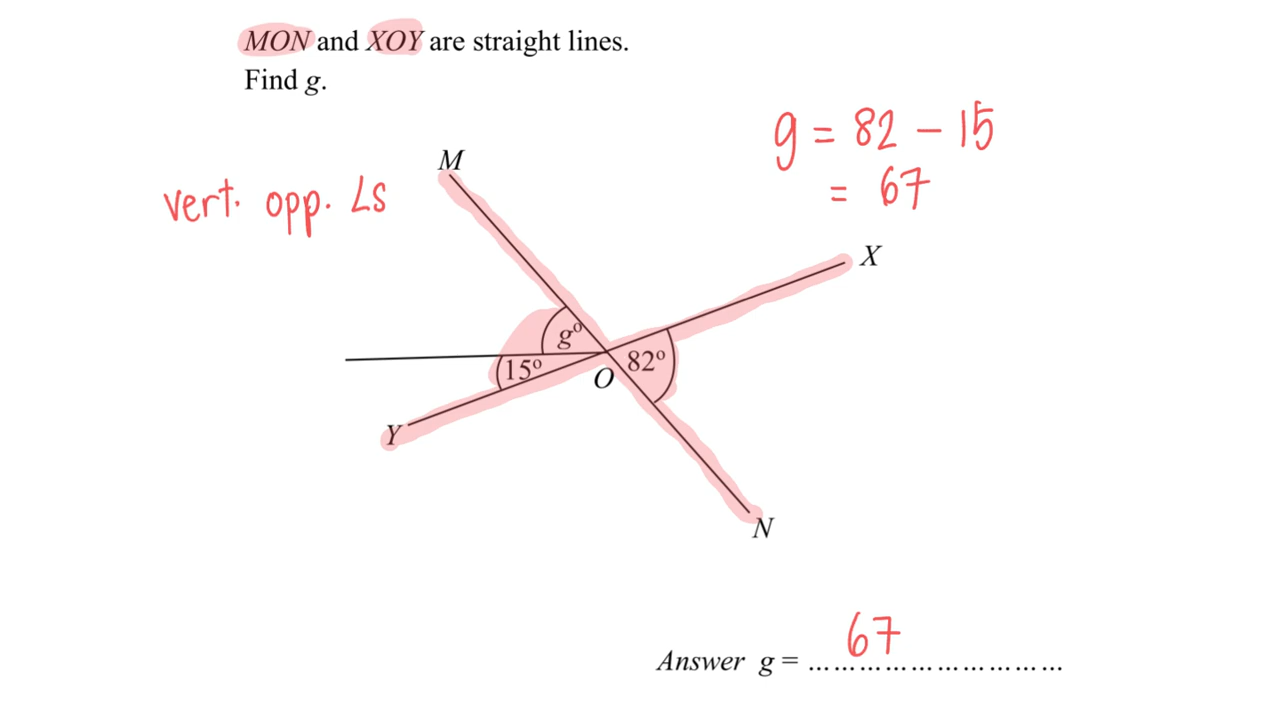 MON and XOY are straight lines.
Find g.
g = 82 – 15
= 67
vert. opp. ∠s
M
X
g°
15°
82°
O
Y
N
67
Answer g = ……………………………